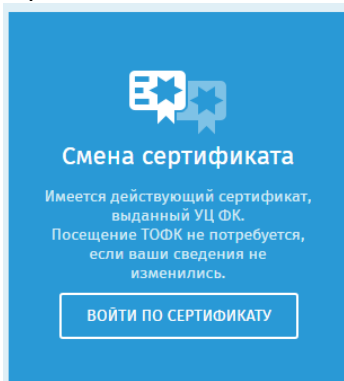 Смена сертификата
Имеется действующий сертификат,
выданный УЦ ФК.
Посещение ТОФК не потребуется,
если ваши сведения не
изменились.
ВОЙТИ ПО СЕРТИФИКАТУ